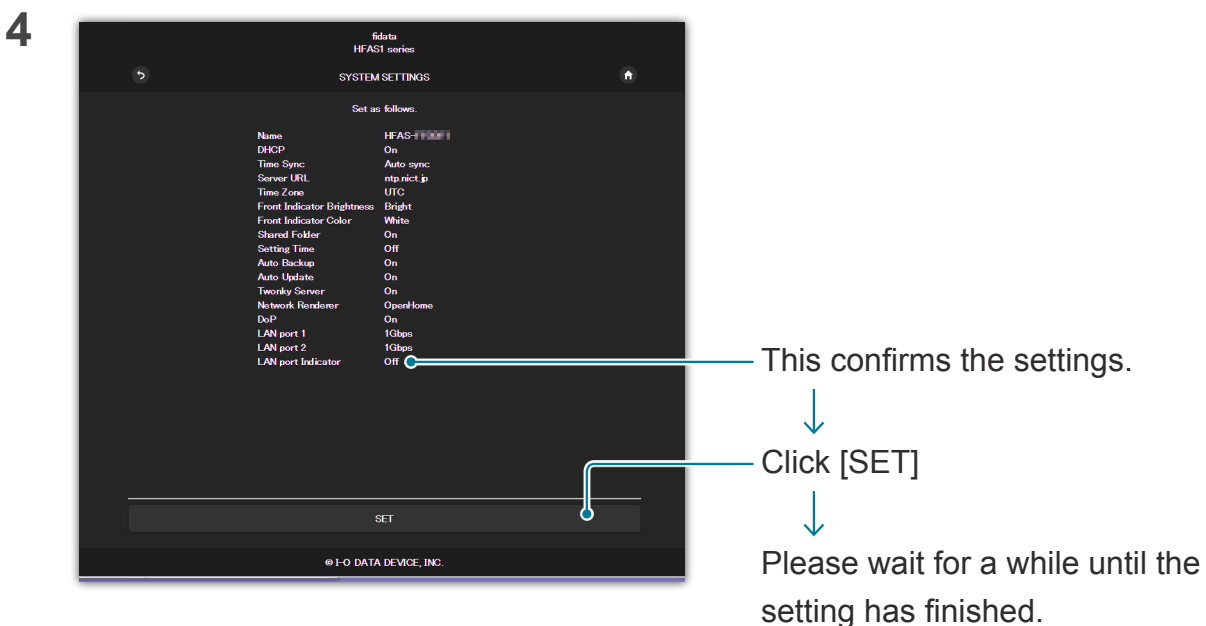 4
fidata
HFAS1 series
SYSTEM SETTINGS
Set as follows.
Name HFAS-
DHCP On
Time Sync: Auto sync
Server URL ntp.nict.jp
Time Zone UTC
Front Indicator Brightness Bright
Front Indicator Color White
Shared Folder On
Setting Time Off
Auto Backup On
Auto Update On
Twonky Server On
Network Renderer OpenHome
DoP On
LAN port 1 1Gbps
LAN port 2 1Gbps
LAN port Indicator Off
This confirms the settings.
Click [SET]
SET
Please wait for a while until the
setting has finished.
© I-O DATA DEVICE, INC.